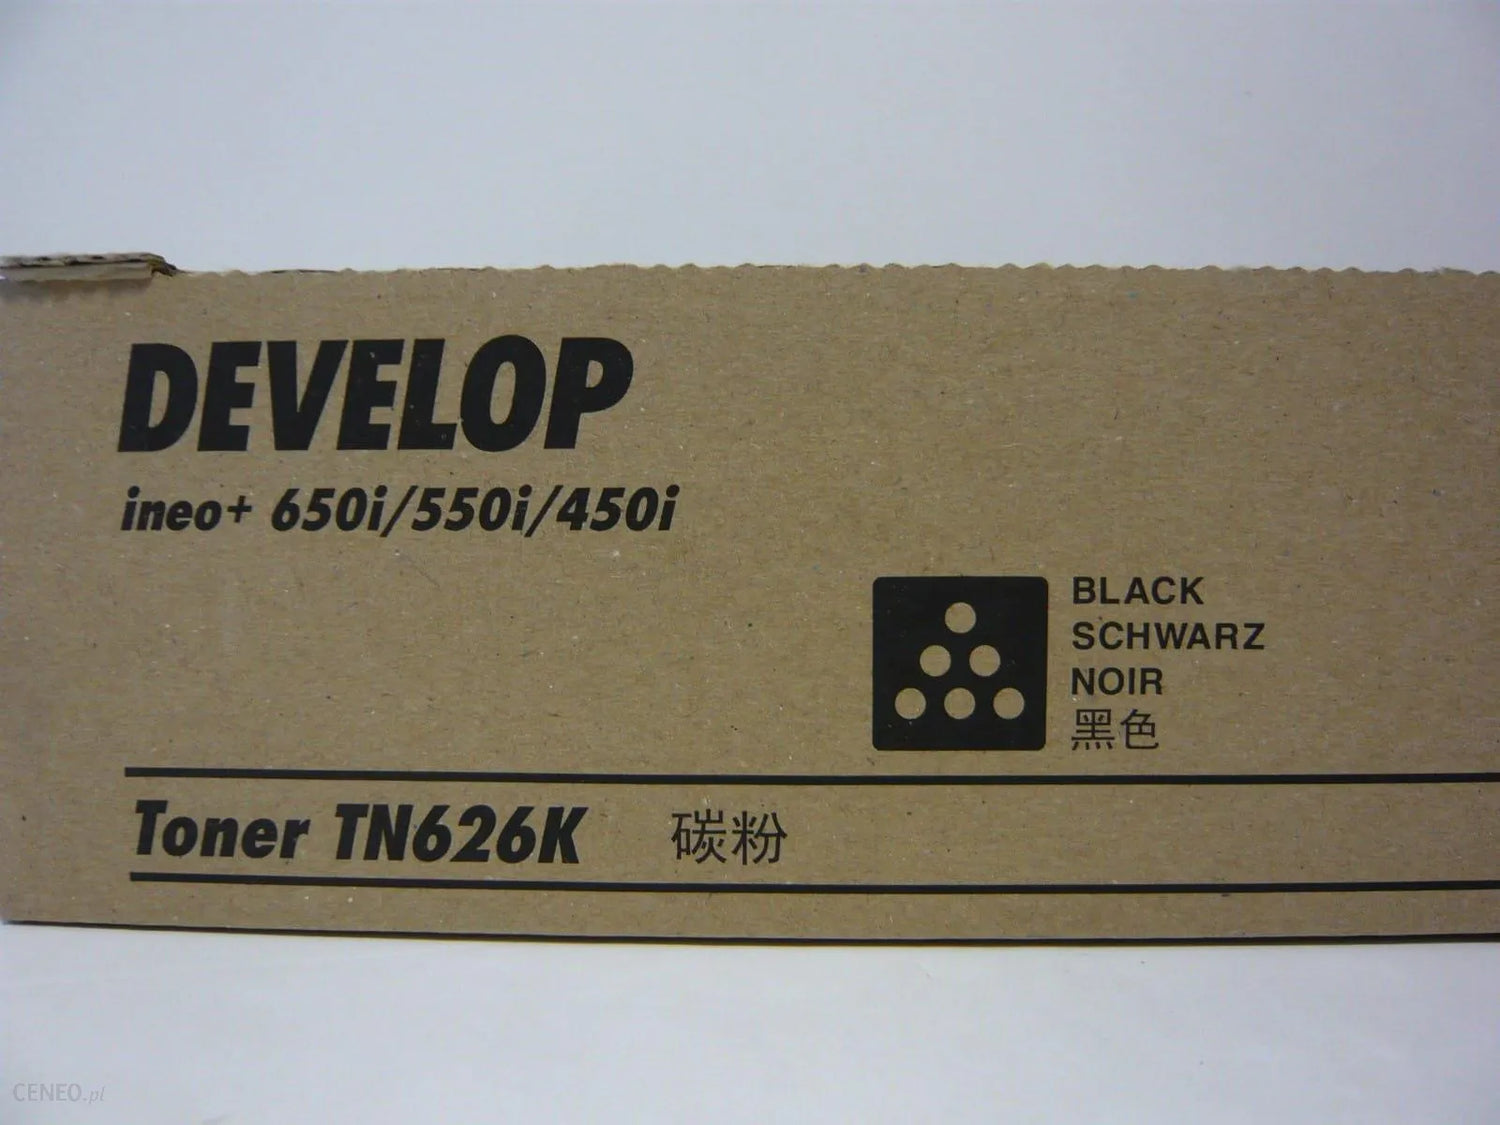 DEVELOP
ineo+ 650i/550i/450i
BLACK
SCHWARZ
NOIR
黑色
Toner TN626K 碳粉
CENEO.pl